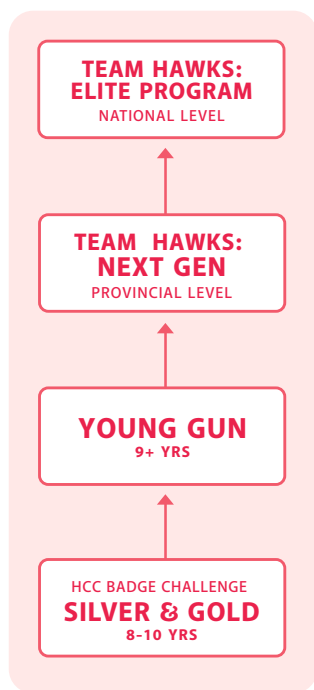 TEAM HAWKS:
ELITE PROGRAM
NATIONAL LEVEL
TEAM HAWKS:
NEXT GEN
PROVINCIAL LEVEL
YOUNG GUN
9+ YRS
HCC BADGE CHALLENGE
SILVER & GOLD
8-10 YRS